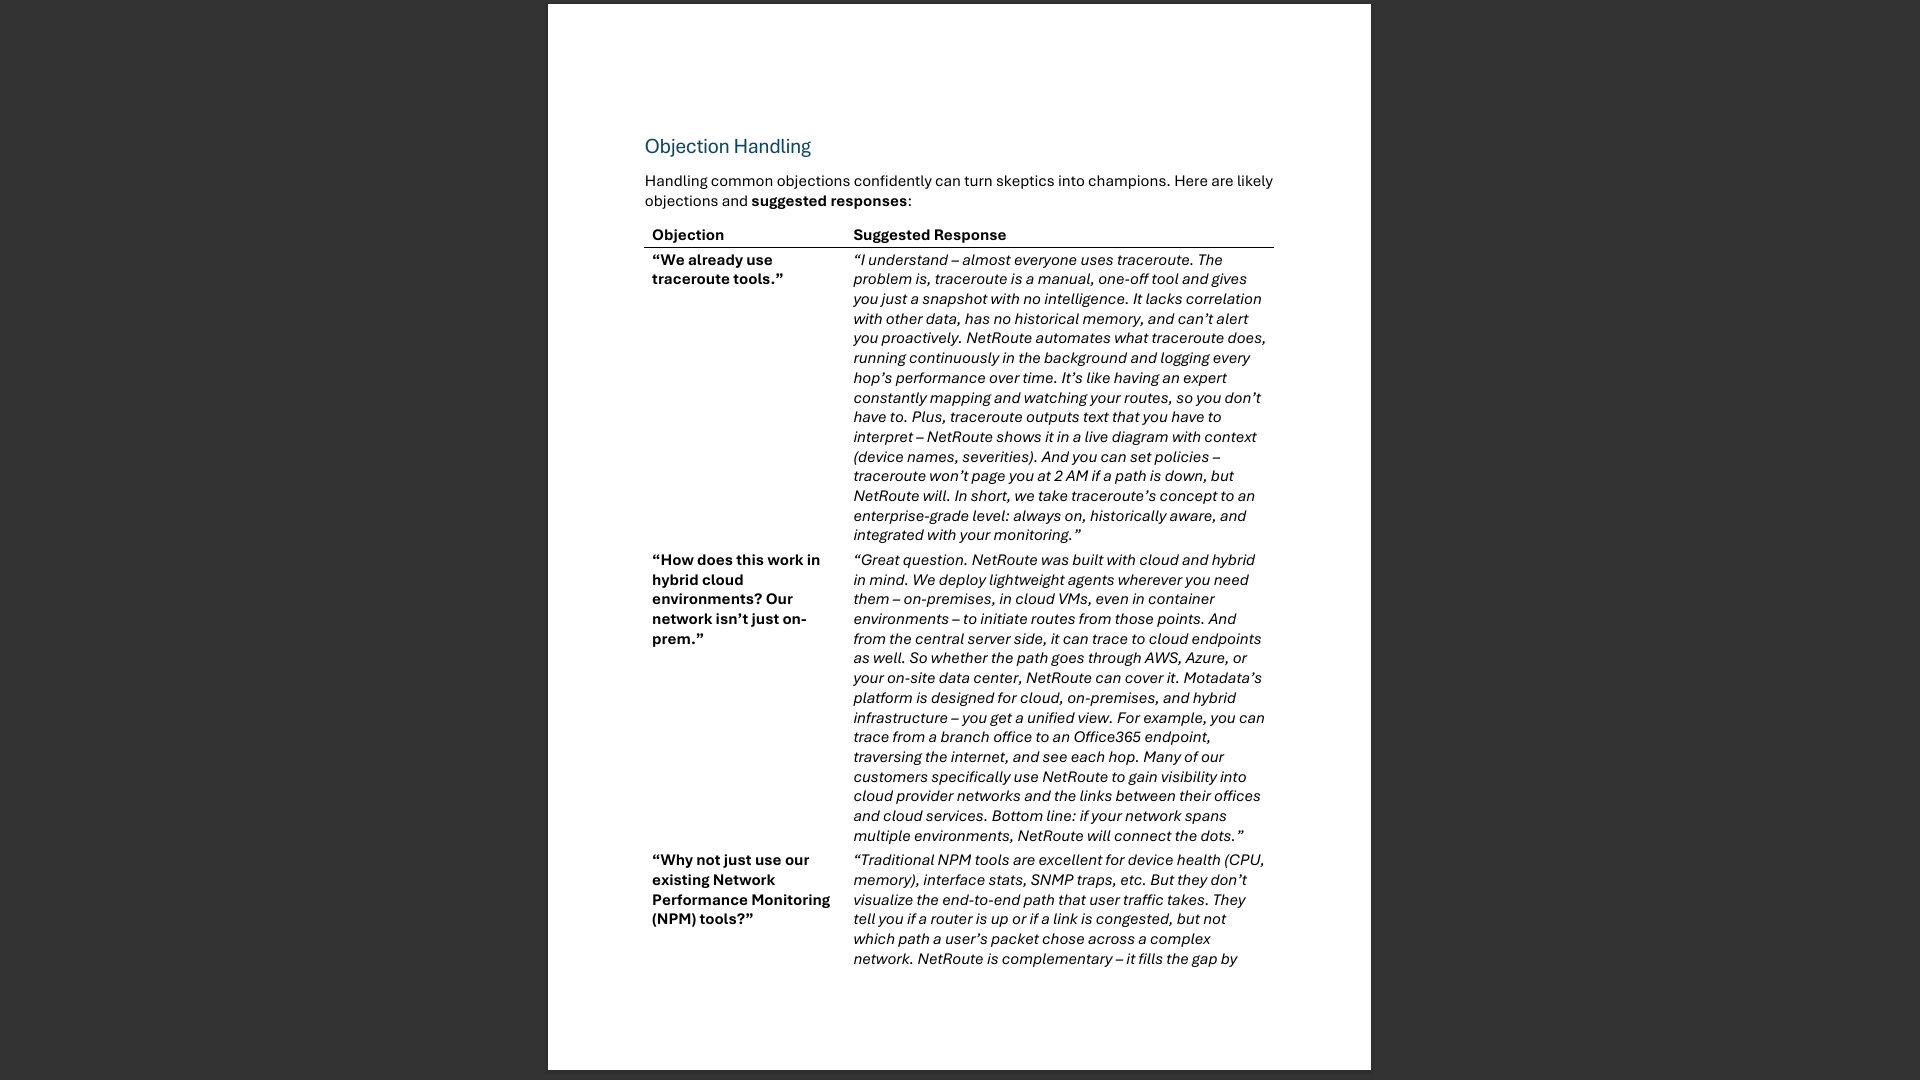 Objection Handling
Handling common objections confidently can turn skeptics into champions. Here are likely
objections and suggested responses:
Objection
Suggested Response
“We already use
traceroute tools.”
“I understand – almost everyone uses traceroute. The
problem is, traceroute is a manual, one-off tool and gives
you just a snapshot with no intelligence. It lacks correlation
with other data, has no historical memory, and can’t alert
you proactively. NetRoute automates what traceroute does,
running continuously in the background and logging every
hop’s performance over time. It’s like having an expert
constantly mapping and watching your routes, so you don’t
have to. Plus, traceroute outputs text that you have to
interpret – NetRoute shows it in a live diagram with context
(device names, severities). And you can set policies –
traceroute won’t page you at 2 AM if a path is down, but
NetRoute will. In short, we take traceroute’s concept to an
enterprise-grade level: always on, historically aware, and
integrated with your monitoring.”
“How does this work in
hybrid cloud
environments? Our
network isn’t just on-
prem.”
“Great question. NetRoute was built with cloud and hybrid
in mind. We deploy lightweight agents wherever you need
them – on-premises, in cloud VMs, even in container
environments – to initiate routes from those points. And
from the central server side, it can trace to cloud endpoints
as well. So whether the path goes through AWS, Azure, or
your on-site data center, NetRoute can cover it. Motadata’s
platform is designed for cloud, on-premises, and hybrid
infrastructure – you get a unified view. For example, you can
trace from a branch office to an Office365 endpoint,
traversing the internet, and see each hop. Many of our
customers specifically use NetRoute to gain visibility into
cloud provider networks and the links between their offices
and cloud services. Bottom line: if your network spans
multiple environments, NetRoute will connect the dots.”
“Why not just use our
existing Network
Performance Monitoring
(NPM) tools?”
“Traditional NPM tools are excellent for device health (CPU,
memory), interface stats, SNMP traps, etc. But they don’t
visualize the end-to-end path that user traffic takes. They
tell you if a router is up or if a link is congested, but not
which path a user’s packet chose across a complex
network. NetRoute is complementary – it fills the gap by